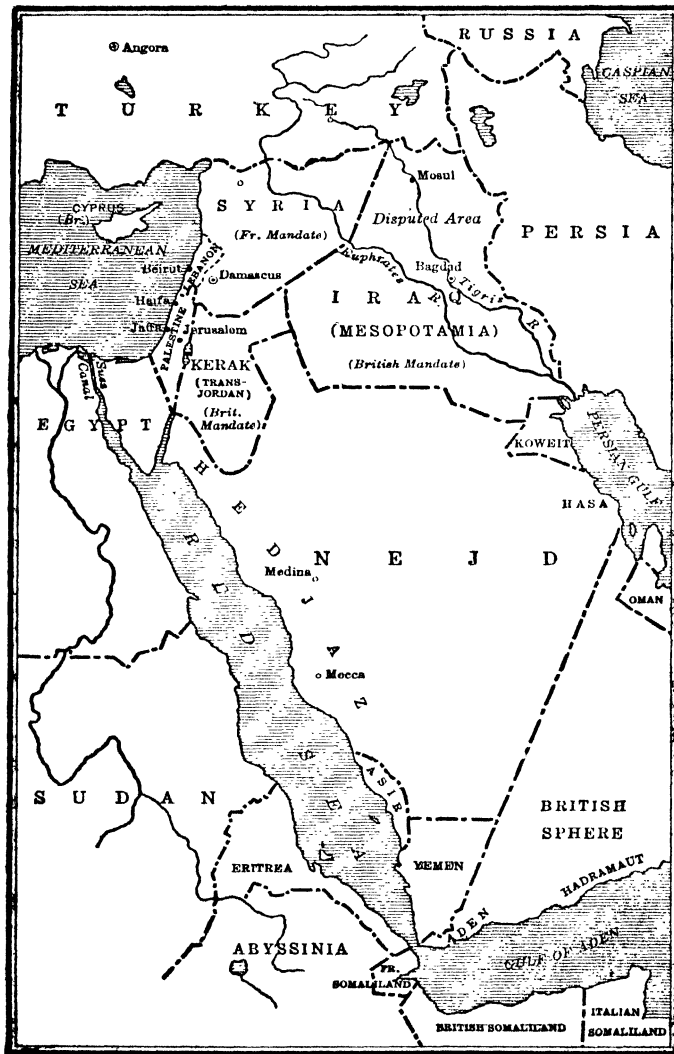 RUSSIA
Angora
CASPIAN
SEA
TURKEY
Mosul
CYPRUS
(Br.)
SYRIA
(Fr. Mandate)
Disputed Area
PERSIA
MEDITERRANEAN
SEA
Beirut
LEBANON
Damascus
Euphrates
Bagdad
Tigris R.
Haifa
Jaffa
PALESTINE
Jerusalem
IRAQ
(MESOPOTAMIA)
(British Mandate)
Suez
Canal
KERAK
(TRANS-
JORDAN)
(Brit.
Mandate)
EGYPT
KOWEIT
PERSIAN GULF
HASA
HEDJAZ
NEJD
Medina
OMAN
RED SEA
Mecca
ASIR
SUDAN
BRITISH
SPHERE
ERITREA
YEMEN
HADRAMAUT
ADEN
ABYSSINIA
GULF OF ADEN
FR.
SOMALILAND
BRITISH SOMALILAND
ITALIAN
SOMALILAND